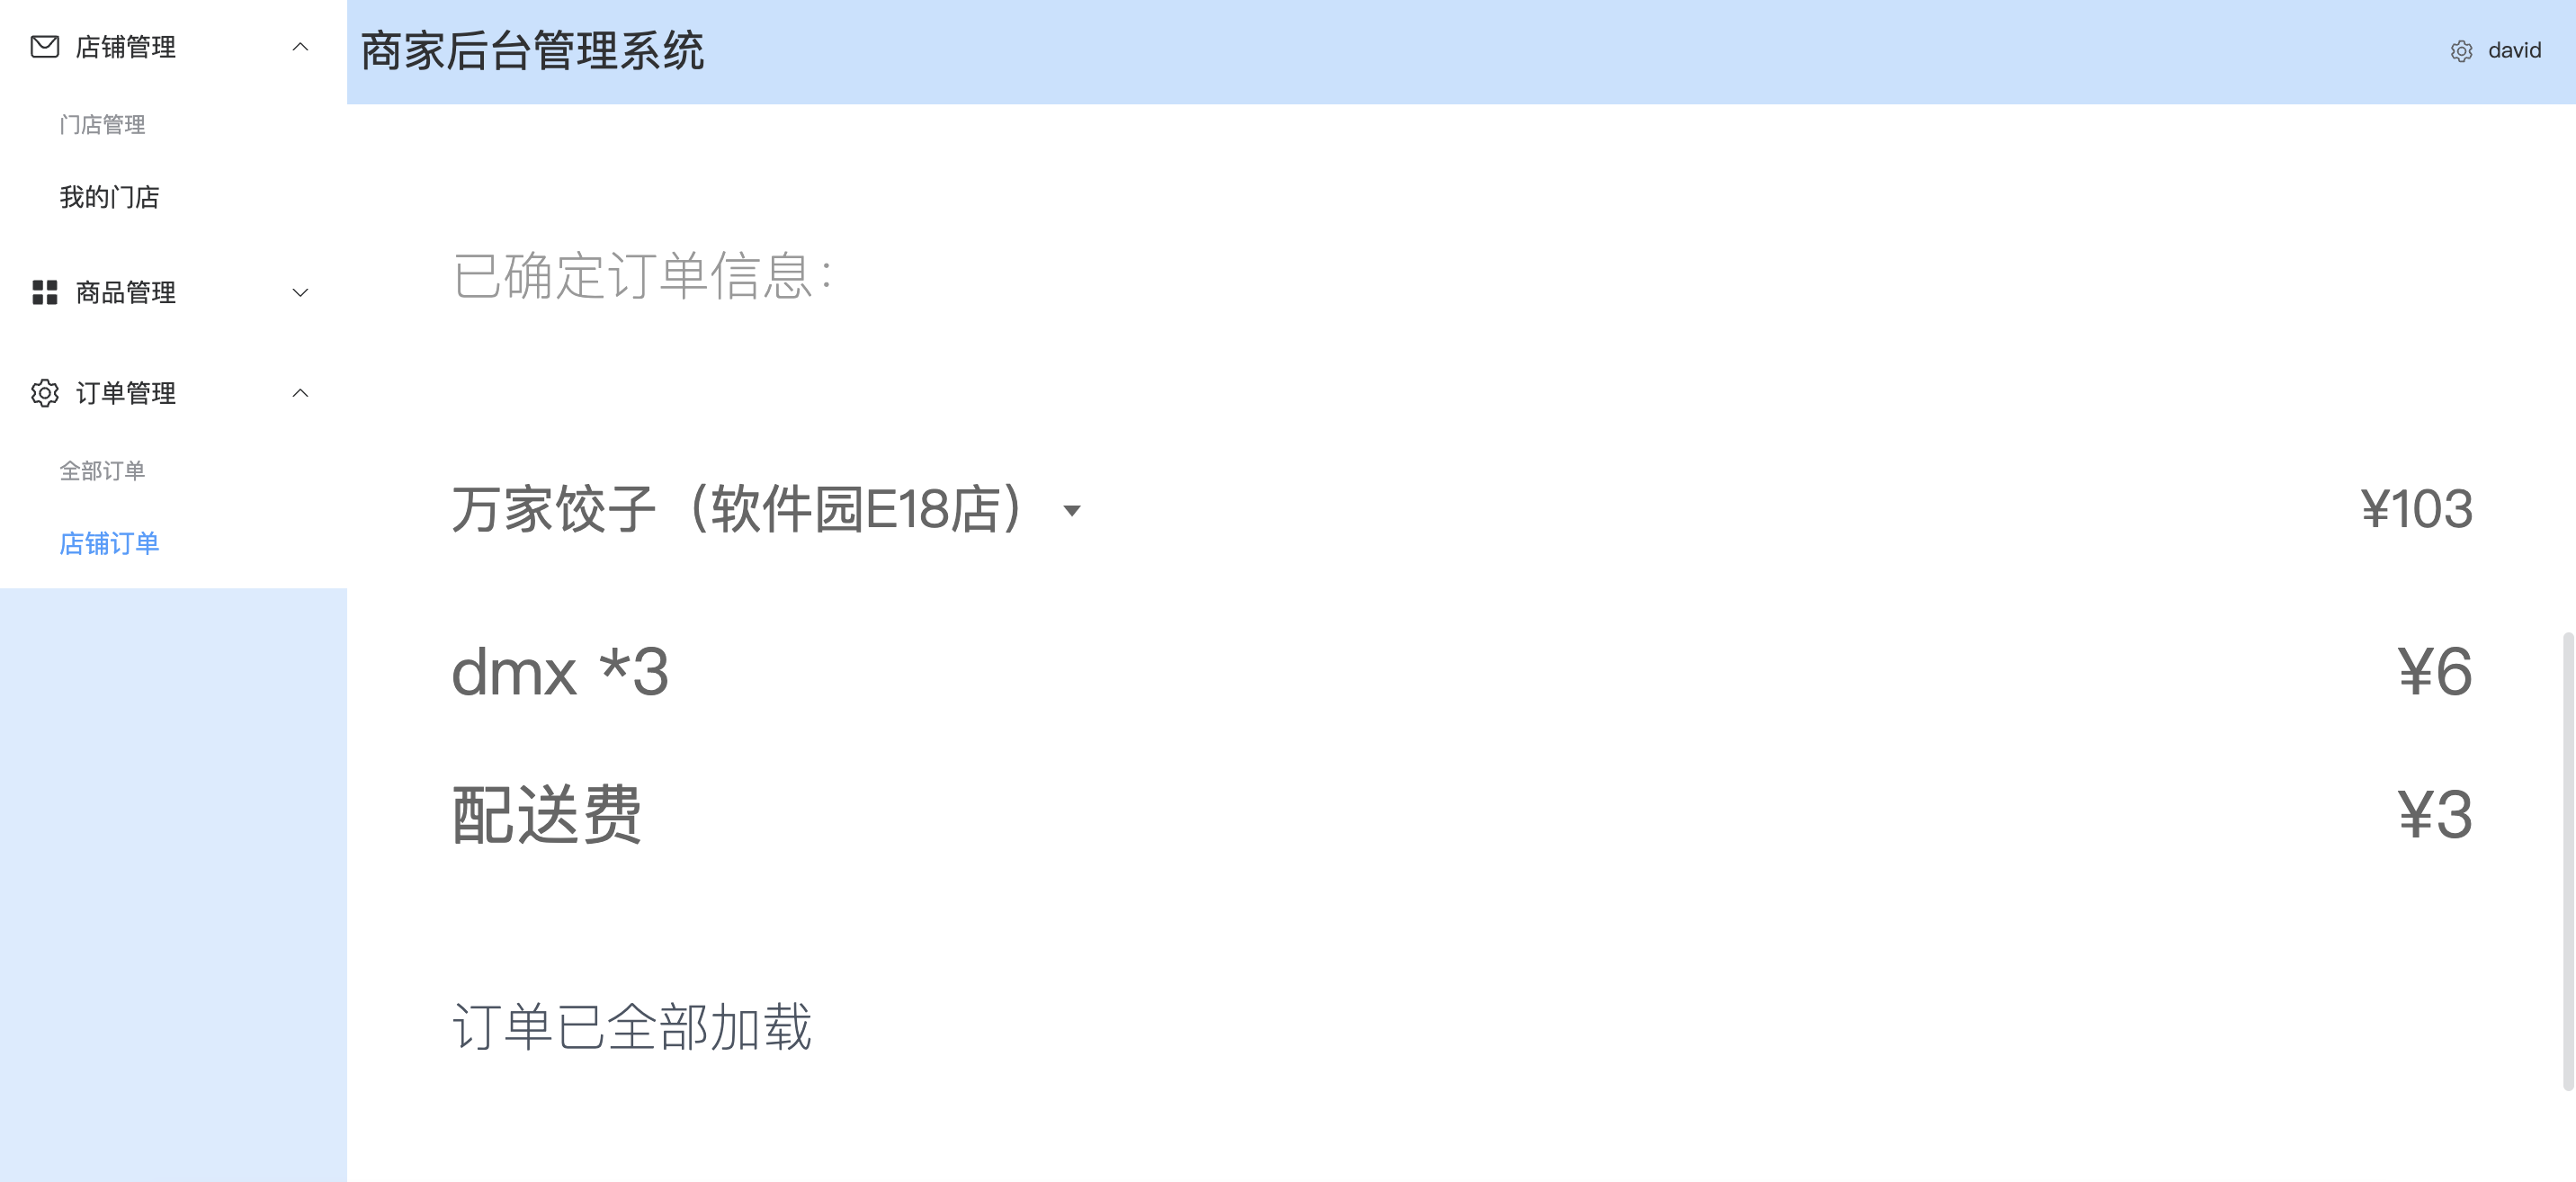 店铺管理
门店管理
我的门店
商品管理
订单管理
全部订单
店铺订单
商家后台管理系统
david
已确定订单信息:
万家饺子（软件园E18店） ¥103
dmx *3 ¥6
配送费 ¥3
订单已全部加载